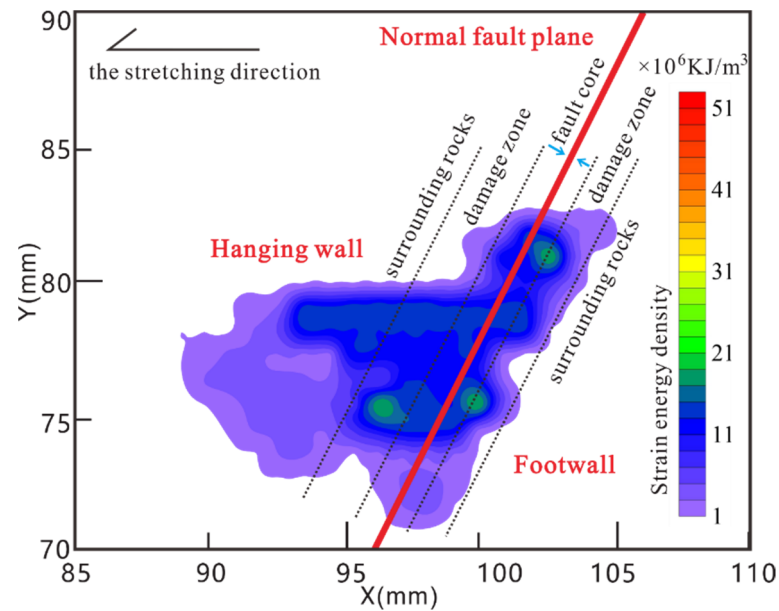 90
85
80
75
70
Y(mm)
85
90
95
100
105
110
X(mm)
the stretching direction
Normal fault plane
Hanging wall
Footwall
surrounding rocks
damage zone
fault core
damage zone
surrounding rocks
×10⁶KJ/m³
51
41
31
21
11
1
Strain energy density